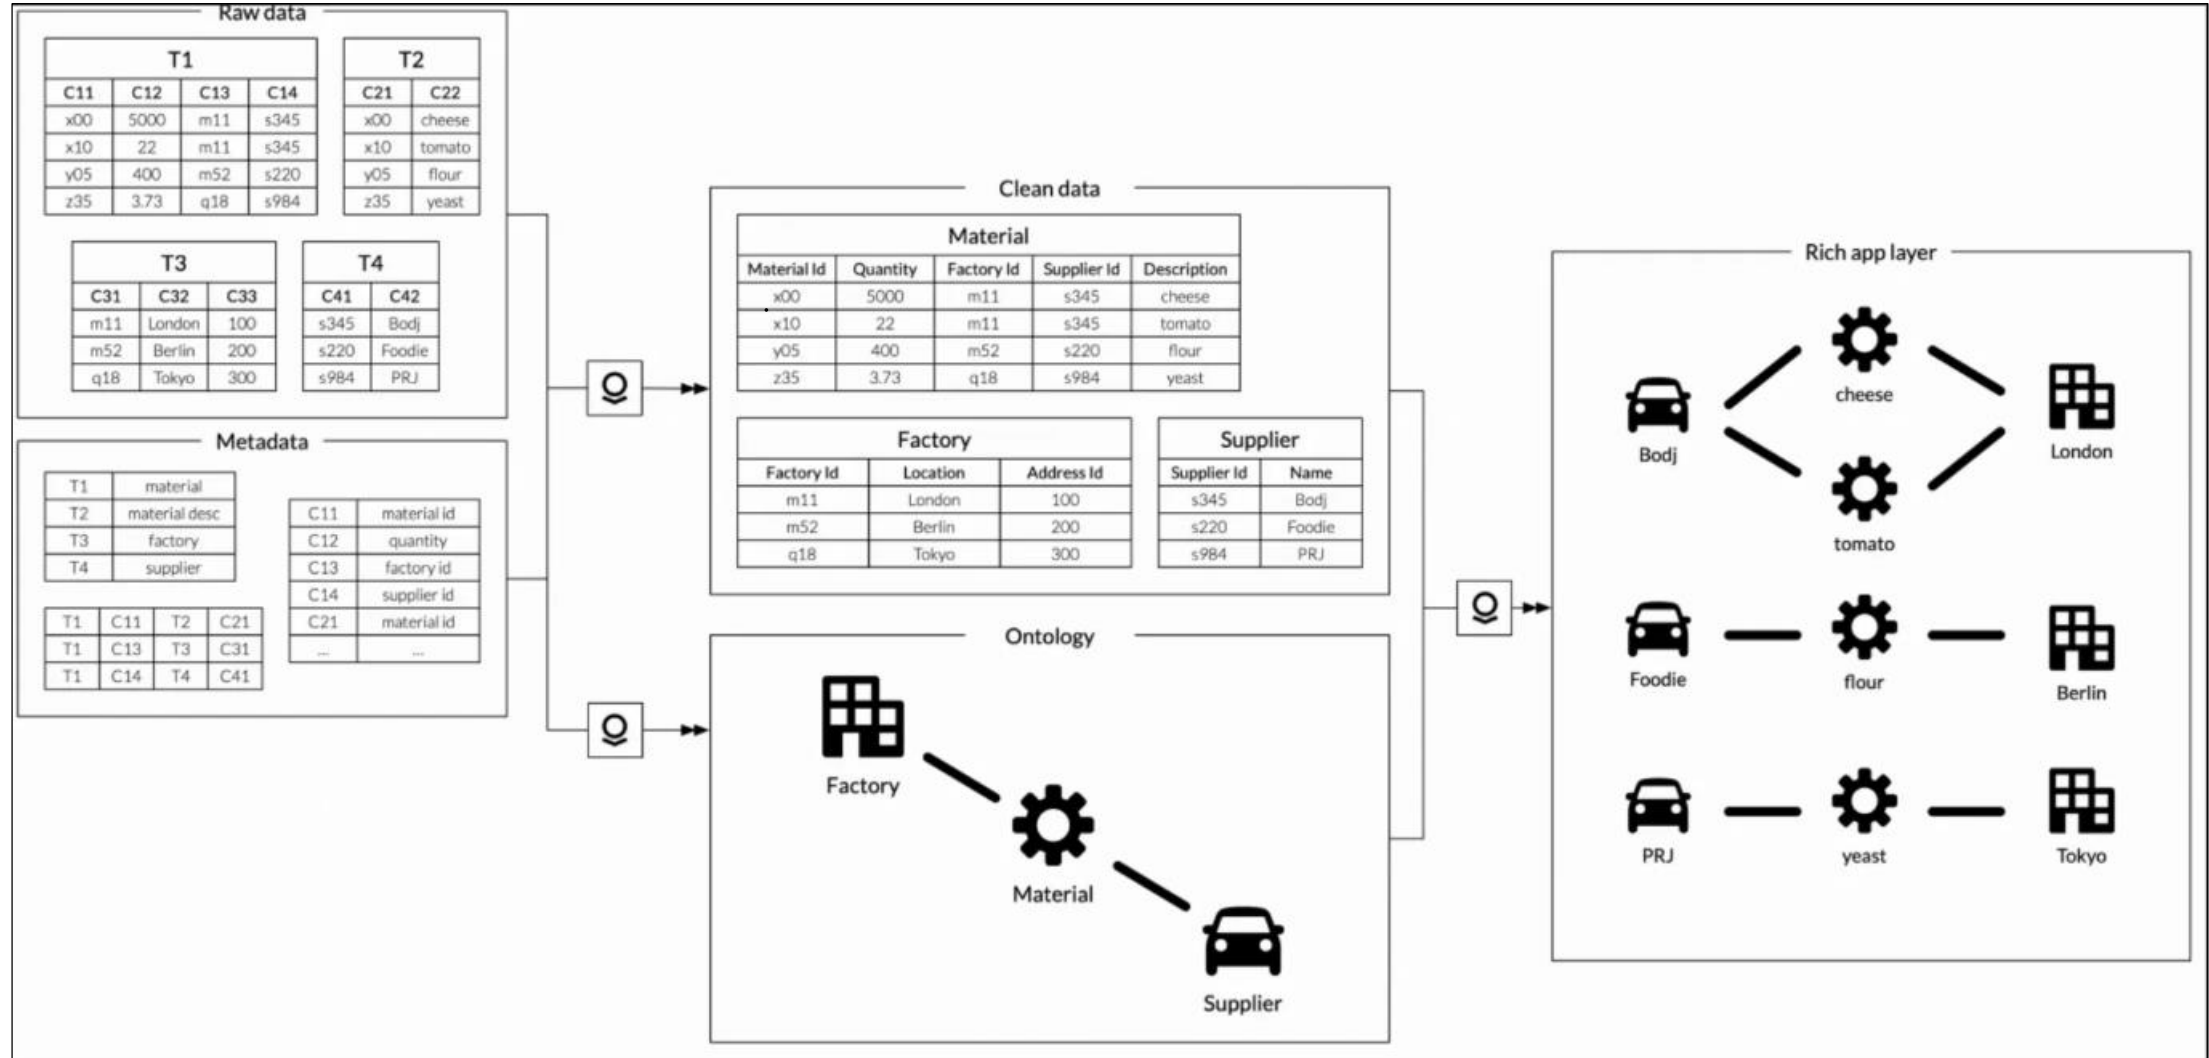 Raw data
T1
C11 C12 C13 C14
x00 5000 m11 s345
x10 22 m11 s345
y05 400 m52 s220
z35 3.73 q18 s984
T2
C21 C22
x00 cheese
x10 tomato
y05 flour
z35 yeast
T3
C31 C32 C33
m11 London 100
m52 Berlin 200
q18 Tokyo 300
T4
C41 C42
s345 Bodj
s220 Foodie
s984 PRJ
Metadata
T1 material
T2 material desc
T3 factory
T4 supplier
C11 material id
C12 quantity
C13 factory id
C14 supplier id
C21 material id
... ...
T1 C11 T2 C21
T1 C13 T3 C31
T1 C14 T4 C41
Clean data
Material
Material Id Quantity Factory Id Supplier Id Description
x00 5000 m11 s345 cheese
x10 22 m11 s345 tomato
y05 400 m52 s220 flour
z35 3.73 q18 s984 yeast
Factory
Factory Id Location Address Id
m11 London 100
m52 Berlin 200
q18 Tokyo 300
Supplier
Supplier Id Name
s345 Bodj
s220 Foodie
s984 PRJ
Ontology
Factory
Material
Supplier
Rich app layer
cheese
Bodj
London
tomato
Foodie
flour
Berlin
PRJ
yeast
Tokyo